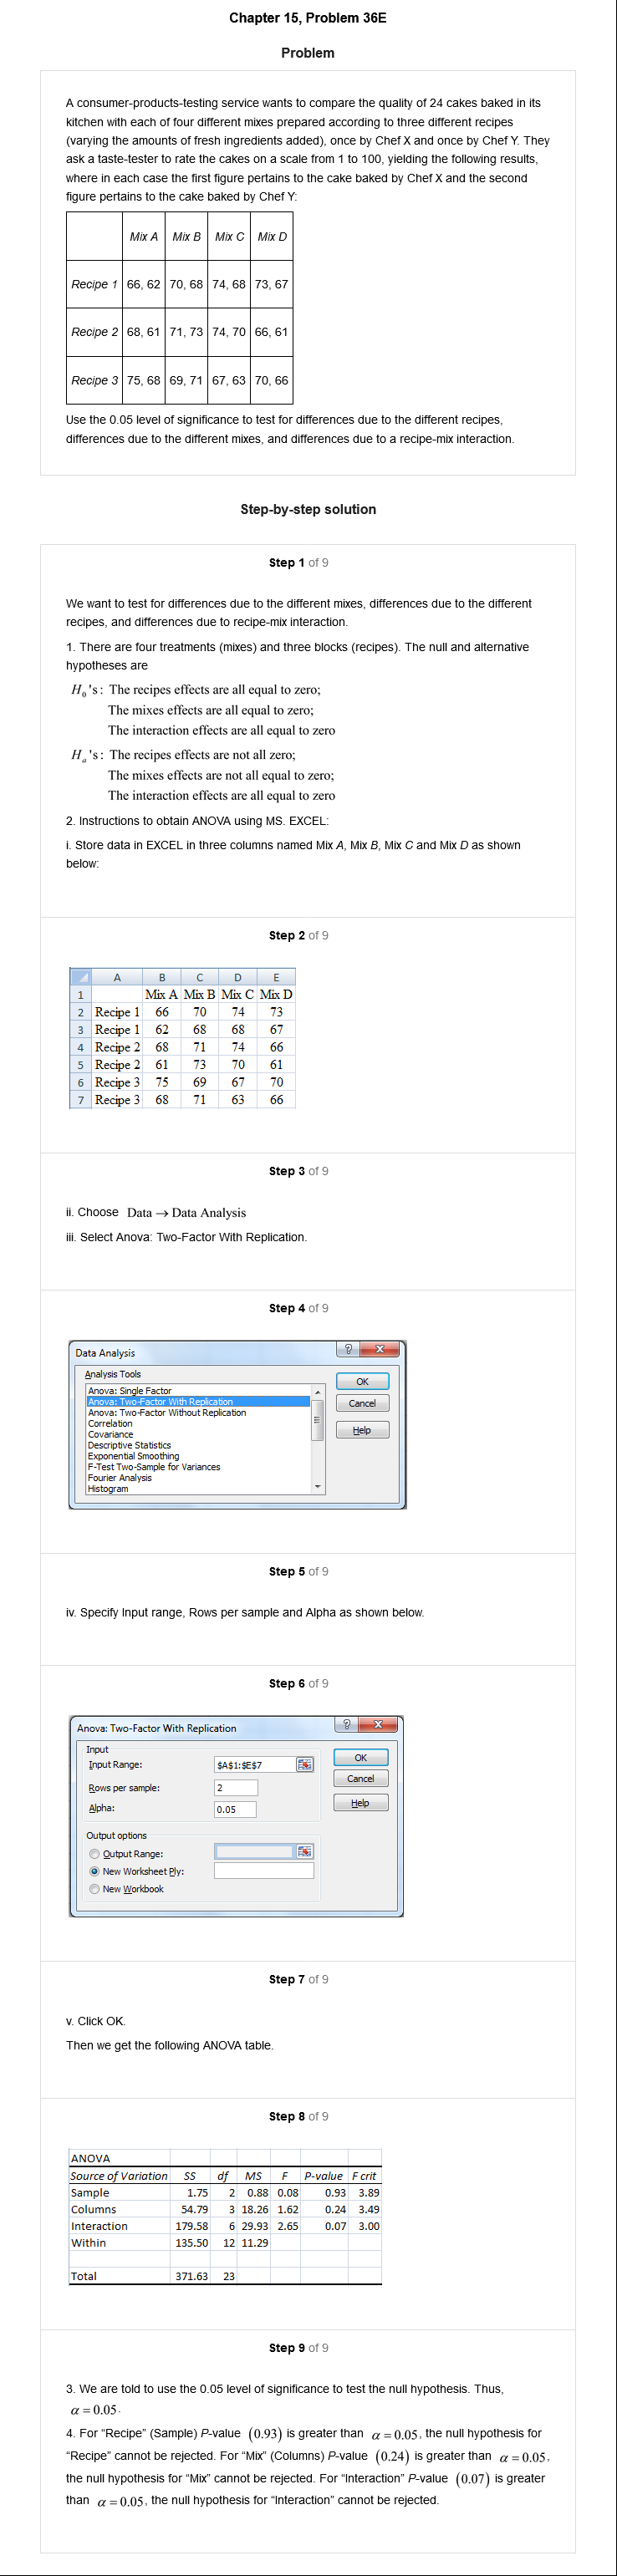 Chapter 15, Problem 36E
Problem
A consumer-products-testing service wants to compare the quality of 24 cakes baked in its
kitchen with each of four different mixes prepared according to three different recipes
(varying the amounts of fresh ingredients added), once by Chef X and once by Chef Y. They
ask a taste-tester to rate the cakes on a scale from 1 to 100, yielding the following results,
where in each case the first figure pertains to the cake baked by Chef X and the second
figure pertains to the cake baked by Chef Y:
Mix A Mix B Mix C Mix D
Recipe 1 66, 62 70, 68 74, 68 73, 67
Recipe 2 68, 61 71, 73 74, 70 66, 61
Recipe 3 75, 68 69, 71 67, 63 70, 66
Use the 0.05 level of significance to test for differences due to the different recipes,
differences due to the different mixes, and differences due to a recipe-mix interaction.
Step-by-step solution
Step 1 of 9
We want to test for differences due to the different mixes, differences due to the different
recipes, and differences due to recipe-mix interaction.
1. There are four treatments (mixes) and three blocks (recipes). The null and alternative
hypotheses are
H₀'s: The recipes effects are all equal to zero;
The mixes effects are all equal to zero;
The interaction effects are all equal to zero
Hₐ's: The recipes effects are not all zero;
The mixes effects are not all equal to zero;
The interaction effects are all equal to zero
2. Instructions to obtain ANOVA using MS. EXCEL:
i. Store data in EXCEL in three columns named Mix A, Mix B, Mix C and Mix D as shown
below:
Step 2 of 9
A B C D E
1 Mix A Mix B Mix C Mix D
2 Recipe 1 66 70 74 73
3 Recipe 1 62 68 68 67
4 Recipe 2 68 71 74 66
5 Recipe 2 61 73 70 61
6 Recipe 3 75 69 67 70
7 Recipe 3 68 71 63 66
Step 3 of 9
ii. Choose Data → Data Analysis
iii. Select Anova: Two-Factor With Replication.
Step 4 of 9
Data Analysis
Analysis Tools
OK
Anova: Single Factor
Anova: Two-Factor With Replication
Cancel
Anova: Two-Factor Without Replication
Correlation
Help
Covariance
Descriptive Statistics
Exponential Smoothing
F-Test Two-Sample for Variances
Fourier Analysis
Histogram
Step 5 of 9
iv. Specify Input range, Rows per sample and Alpha as shown below.
Step 6 of 9
Anova: Two-Factor With Replication
Input
Input Range: $A$1:$E$7 OK
Rows per sample: 2 Cancel
Alpha: 0.05 Help
Output options
Output Range:
New Worksheet Ply:
New Workbook
Step 7 of 9
v. Click OK.
Then we get the following ANOVA table.
Step 8 of 9
ANOVA
Source of Variation SS df MS F P-value F crit
Sample 1.75 2 0.88 0.08 0.93 3.89
Columns 54.79 3 18.26 1.62 0.24 3.49
Interaction 179.58 6 29.93 2.65 0.07 3.00
Within 135.50 12 11.29
Total 371.63 23
Step 9 of 9
3. We are told to use the 0.05 level of significance to test the null hypothesis. Thus,
α = 0.05.
4. For “Recipe” (Sample) P-value (0.93) is greater than α = 0.05, the null hypothesis for
“Recipe” cannot be rejected. For “Mix” (Columns) P-value (0.24) is greater than α = 0.05,
the null hypothesis for “Mix” cannot be rejected. For “Interaction” P-value (0.07) is greater
than α = 0.05, the null hypothesis for “Interaction” cannot be rejected.